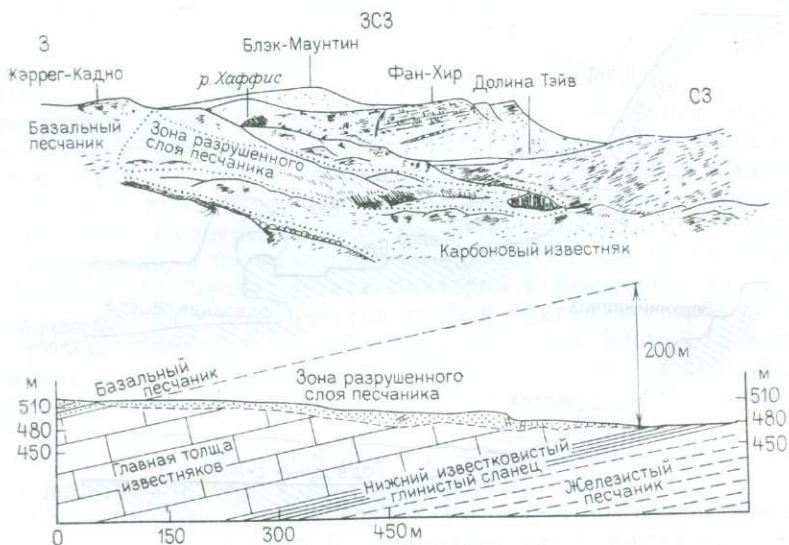 ЗСЗ
З
Блэк-Маунтин
Кэррег-Кадно
р. Хаффис
Фан-Хир
Долина Тэйв
СЗ
Базальный
песчаник
Зона разрушенного
слоя песчаника
Карбоновый известняк
200 м
м
м
Базальный
песчаник
Зона разрушенного
слоя песчаника
510
480
450
510
480
450
Главная толща
известняков
Нижний известковистый
глинистый сланец
Железистый
песчаник
0
150
300
450 м